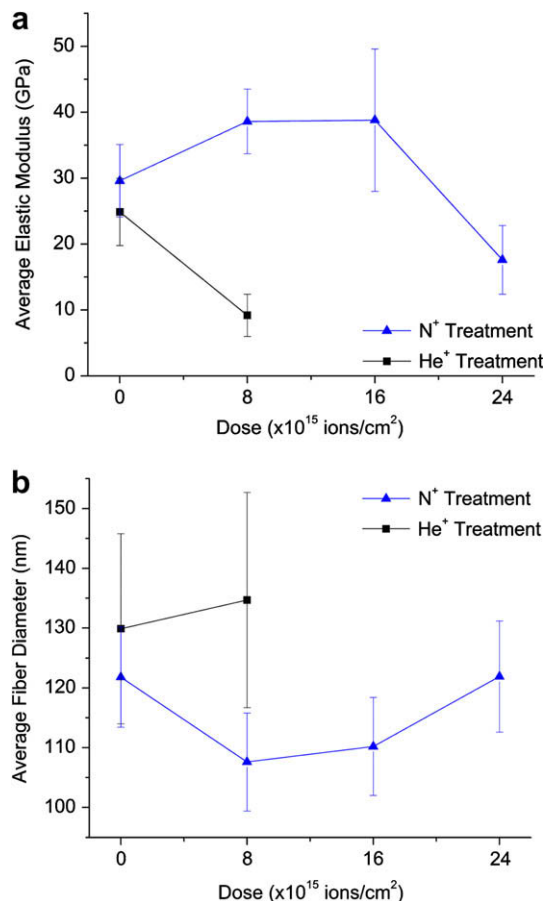 a
Average Elastic Modulus (GPa)
50
40
30
20
10
0
N⁺ Treatment
He⁺ Treatment
0 8 16 24
Dose (x10¹⁵ ions/cm²)
b
Average Fiber Diameter (nm)
150
140
130
120
110
100
N⁺ Treatment
He⁺ Treatment
0 8 16 24
Dose (x10¹⁵ ions/cm²)